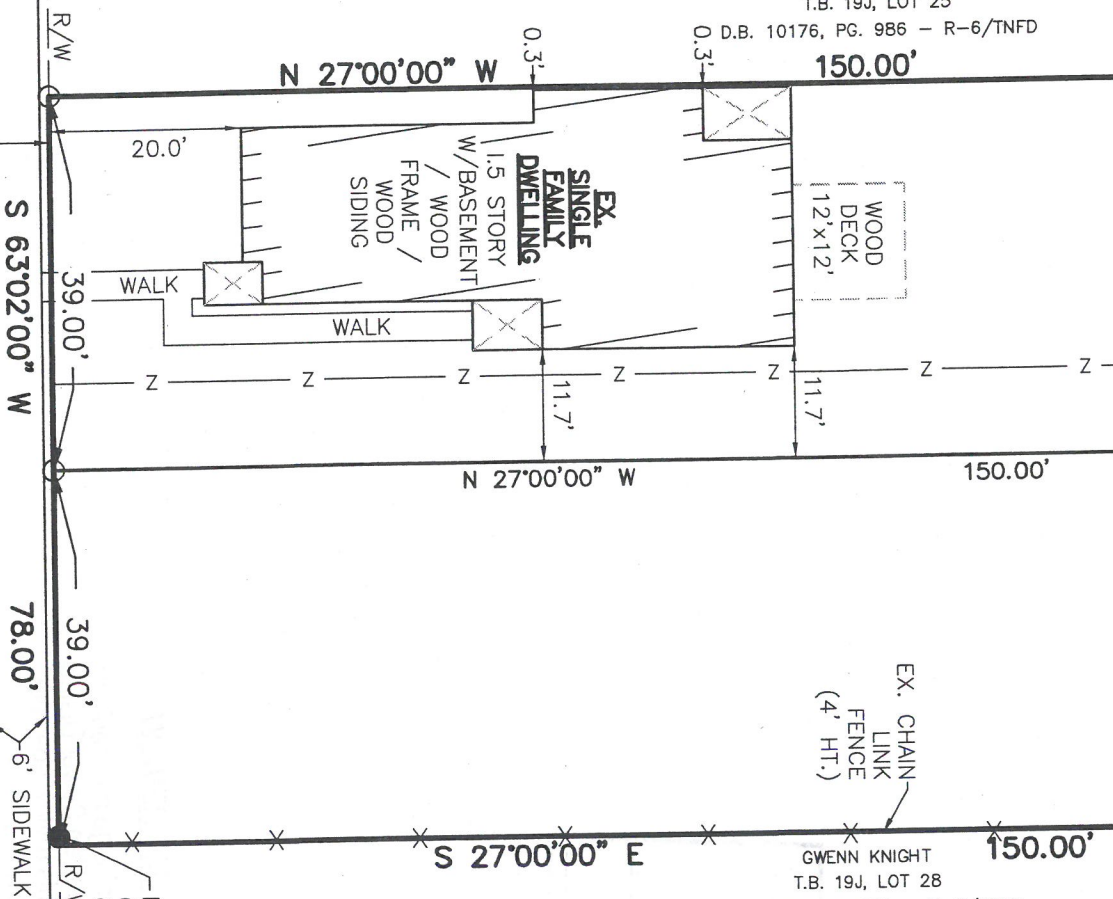 T.B. 19J, LOT 25
D.B. 10176, PG. 986 - R-6/TNFD
R/W
N 27°00'00" W
0.3'
0.3'
150.00'
20.0'
EX.
SINGLE
FAMILY
DWELLING
1.5 STORY
W/BASEMENT
/ WOOD
FRAME /
WOOD
SIDING
WOOD
DECK
12'x12'
WALK
WALK
S 63°02'00" W
39.00'
Z Z Z Z Z Z Z
11.7'
11.7'
N 27°00'00" W
150.00'
78.00'
39.00'
EX. CHAIN
LINK
FENCE
(4' HT.)
6' SIDEWALK
S 27°00'00" E
150.00'
GWENN KNIGHT
T.B. 19J, LOT 28
R/W